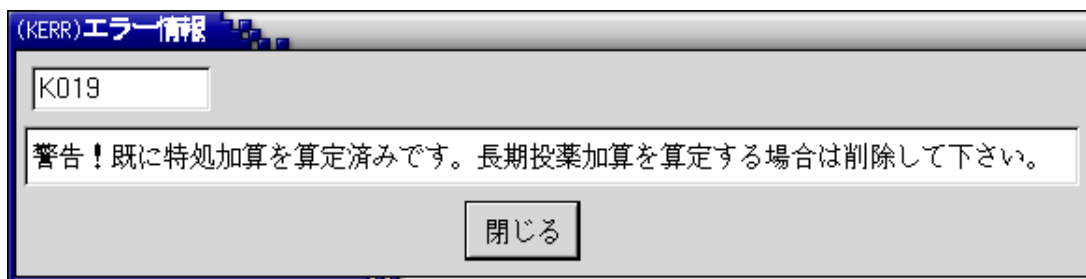 (KERR)エラー情報
K019
警告！既に特処加算を算定済みです。長期投薬加算を算定する場合は削除して下さい。
閉じる